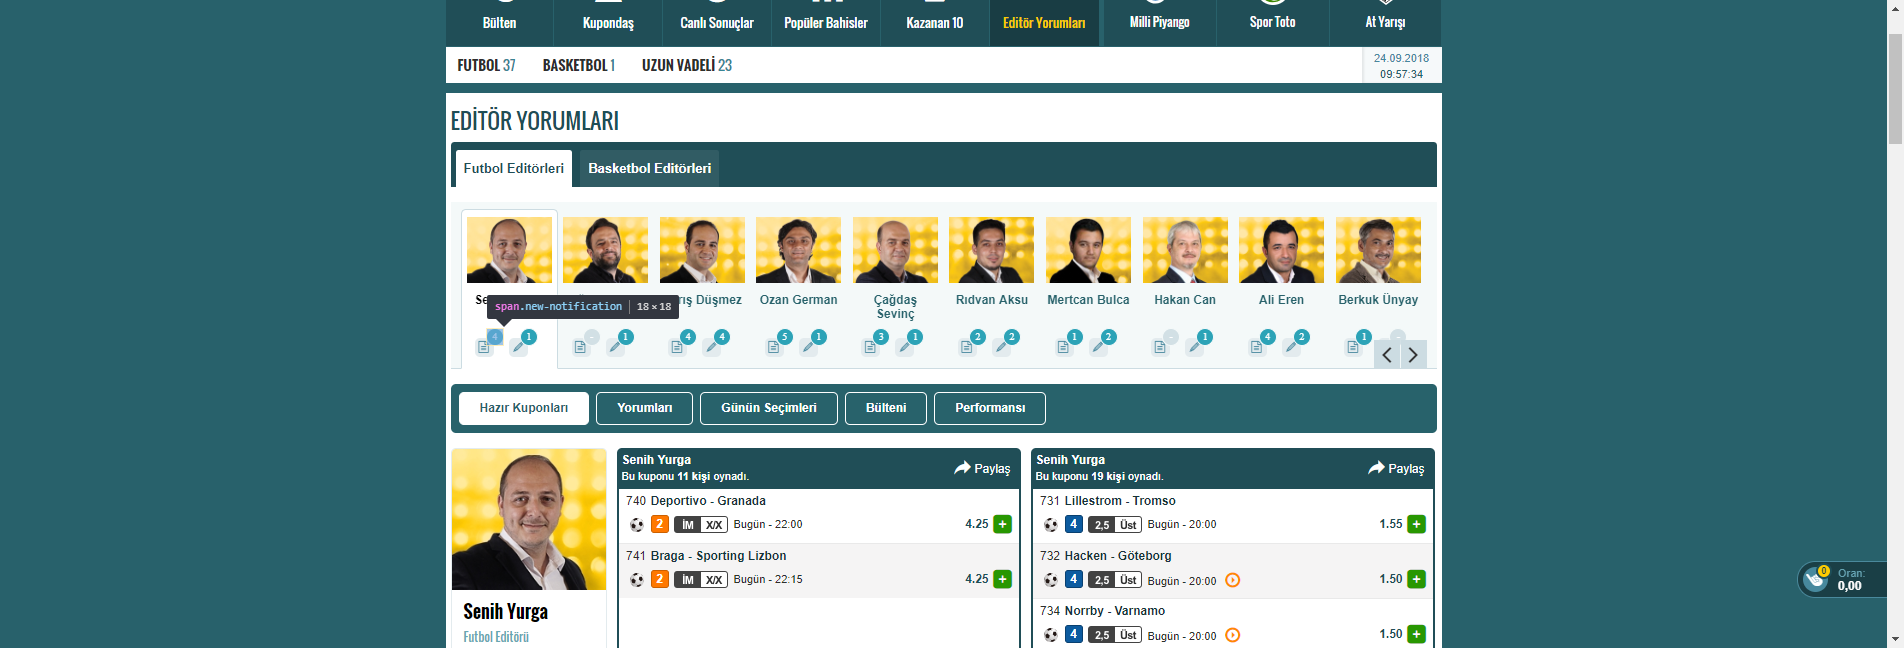 Bülten Kupondaş Canlı Sonuçlar Popüler Bahisler Kazanan 10 Editör Yorumları Milli Piyango Spor Toto At Yarışı
FUTBOL 37 BASKETBOL 1 UZUN VADELİ 23
24.09.2018
09:57:34
EDİTÖR YORUMLARI
Futbol Editörleri Basketbol Editörleri
Se rış Düşmez Ozan German Çağdaş Sevinç Rıdvan Aksu Mertcan Bulca Hakan Can Ali Eren Berkuk Ünyay
span.new-notification | 18 × 18
4 1 - 1 4 4 5 1 3 1 2 2 1 2 - 1 4 2 1 -
Hazır Kuponları Yorumları Günün Seçimleri Bülteni Performansı
Senih Yurga
Futbol Editörü
Senih Yurga
Bu kuponu 11 kişi oynadı.
Paylaş
740 Deportivo - Granada
2 İM X/X Bugün - 22:00 4.25 +
741 Braga - Sporting Lizbon
2 İM X/X Bugün - 22:15 4.25 +
Senih Yurga
Bu kuponu 19 kişi oynadı.
Paylaş
731 Lillestrom - Tromso
4 2,5 Üst Bugün - 20:00 1.55 +
732 Hacken - Göteborg
4 2,5 Üst Bugün - 20:00 1.50 +
734 Norrby - Varnamo
4 2,5 Üst Bugün - 20:00 1.50 +
0 Oran:
0,00